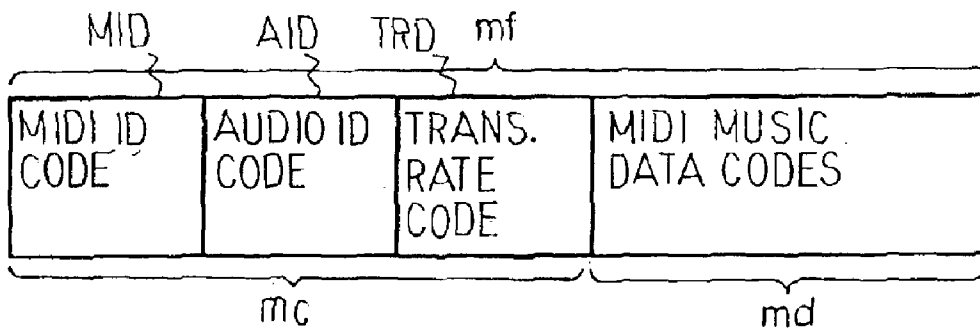 MID AID TRD mf
MIDI ID CODE
AUDIO ID CODE
TRANS. RATE CODE
MIDI MUSIC DATA CODES
mc md